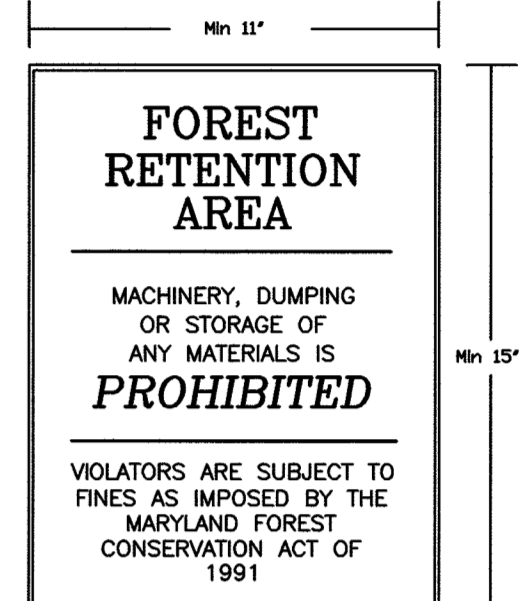 Min 11"
FOREST
RETENTION
AREA
MACHINERY, DUMPING
OR STORAGE OF
ANY MATERIALS IS
PROHIBITED
Min 15"
VIOLATORS ARE SUBJECT TO
FINES AS IMPOSED BY THE
MARYLAND FOREST
CONSERVATION ACT OF
1991